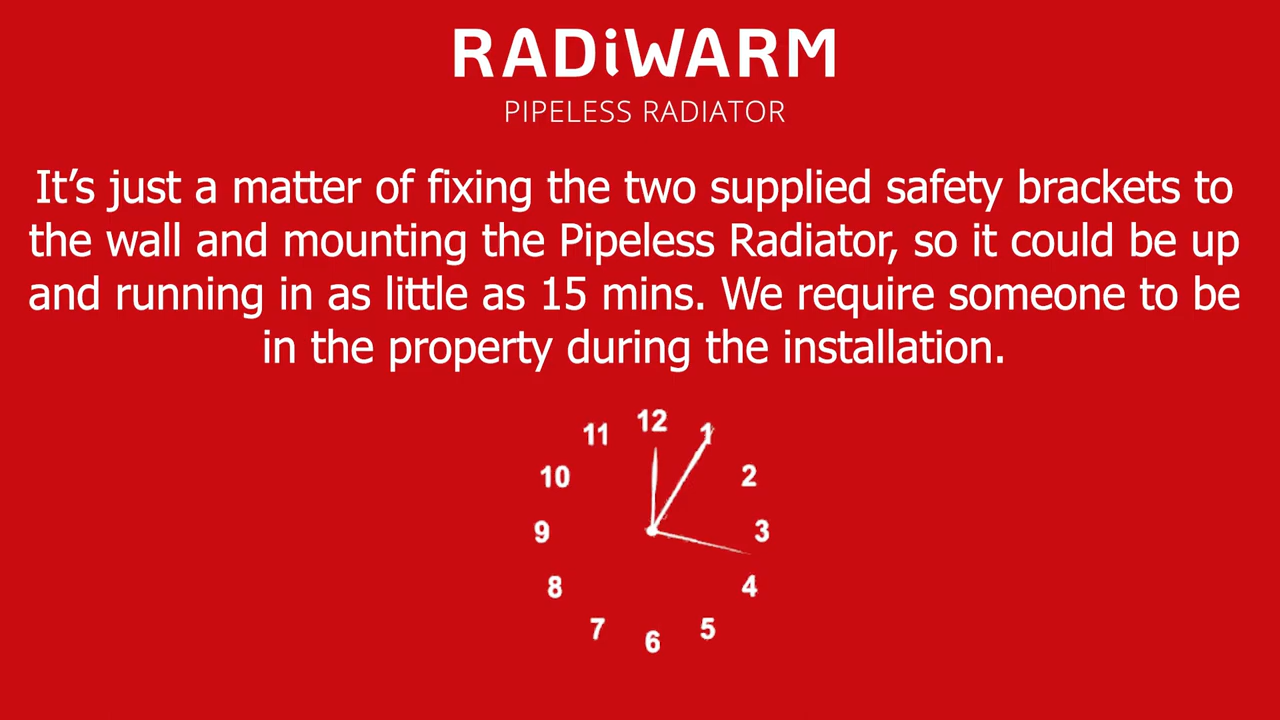 RADiWARM
PIPELESS RADIATOR
It’s just a matter of fixing the two supplied safety brackets to
the wall and mounting the Pipeless Radiator, so it could be up
and running in as little as 15 mins. We require someone to be
in the property during the installation.
12
11
1
10
2
9
3
8
4
7
5
6